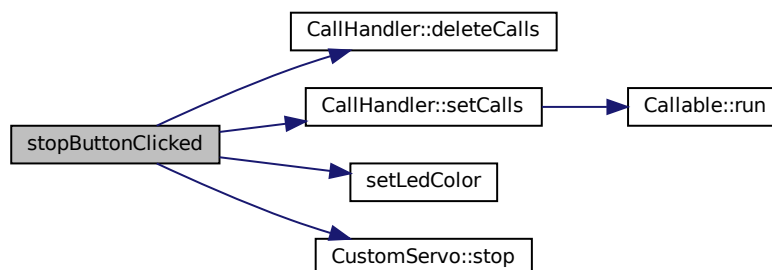 CallHandler::deleteCalls
CallHandler::setCalls
Callable::run
stopButtonClicked
setLedColor
CustomServo::stop